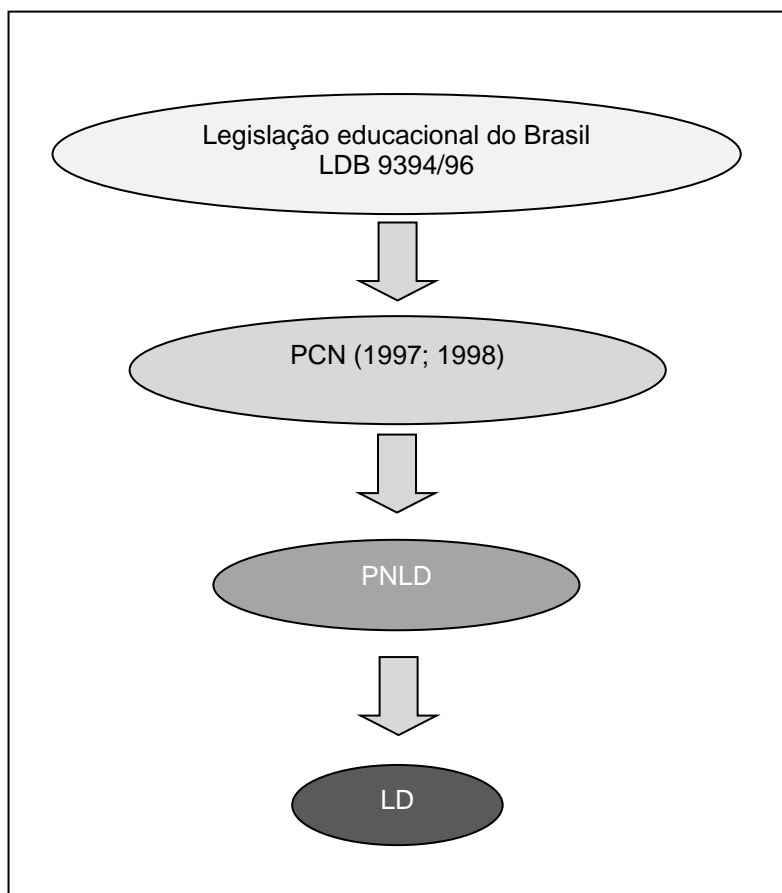 Legislação educacional do Brasil
LDB 9394/96
PCN (1997; 1998)
PNLD
LD